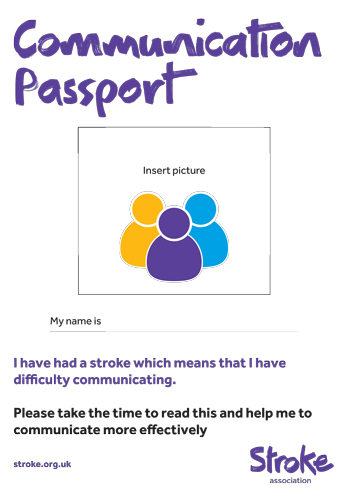 Communication
Passport
Insert picture
My name is
I have had a stroke which means that I have
difficulty communicating.
Please take the time to read this and help me to
communicate more effectively
stroke.org.uk
Stroke
association